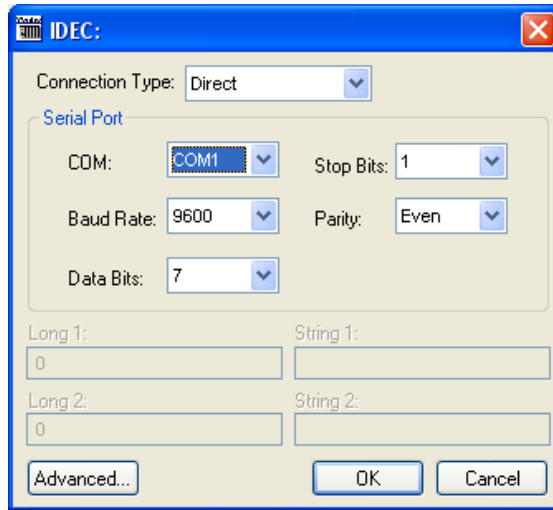 IDEC:
Connection Type: Direct
Serial Port
COM: COM1 Stop Bits: 1
Baud Rate: 9600 Parity: Even
Data Bits: 7
Long 1: String 1:
0
Long 2: String 2:
0
Advanced... OK Cancel